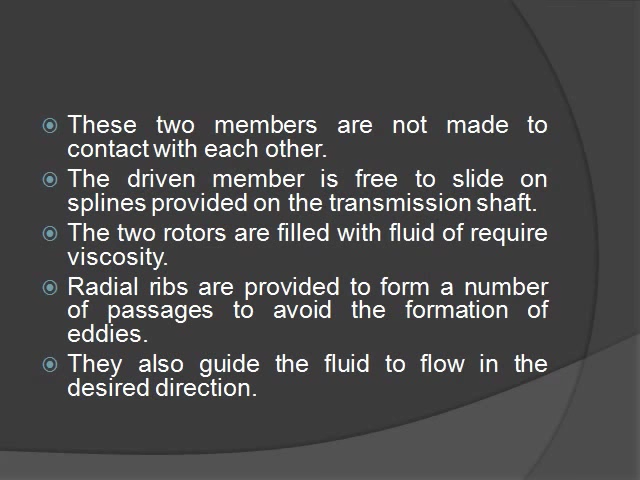 These two members are not made to
contact with each other.
The driven member is free to slide on
splines provided on the transmission shaft.
The two rotors are filled with fluid of require
viscosity.
Radial ribs are provided to form a number
of passages to avoid the formation of
eddies.
They also guide the fluid to flow in the
desired direction.